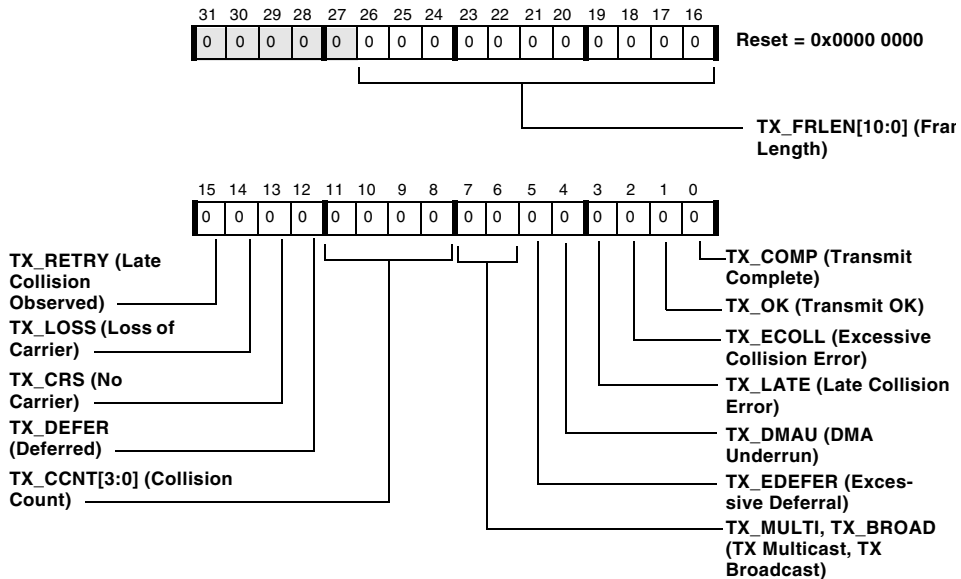 31 30 29 28 27 26 25 24 23 22 21 20 19 18 17 16
0 0 0 0 0 0 0 0 0 0 0 0 0 0 0 0
Reset = 0x0000 0000
TX_FRLEN[10:0] (Fran
Length)
15 14 13 12 11 10 9 8 7 6 5 4 3 2 1 0
0 0 0 0 0 0 0 0 0 0 0 0 0 0 0 0
TX_RETRY (Late
Collision
Observed)
TX_LOSS (Loss of
Carrier)
TX_CRS (No
Carrier)
TX_DEFER
(Deferred)
TX_CCNT[3:0] (Collision
Count)
TX_COMP (Transmit
Complete)
TX_OK (Transmit OK)
TX_ECOLL (Excessive
Collision Error)
TX_LATE (Late Collision
Error)
TX_DMAU (DMA
Underrun)
TX_EDEFER (Exces-
sive Deferral)
TX_MULTI, TX_BROAD
(TX Multicast, TX
Broadcast)